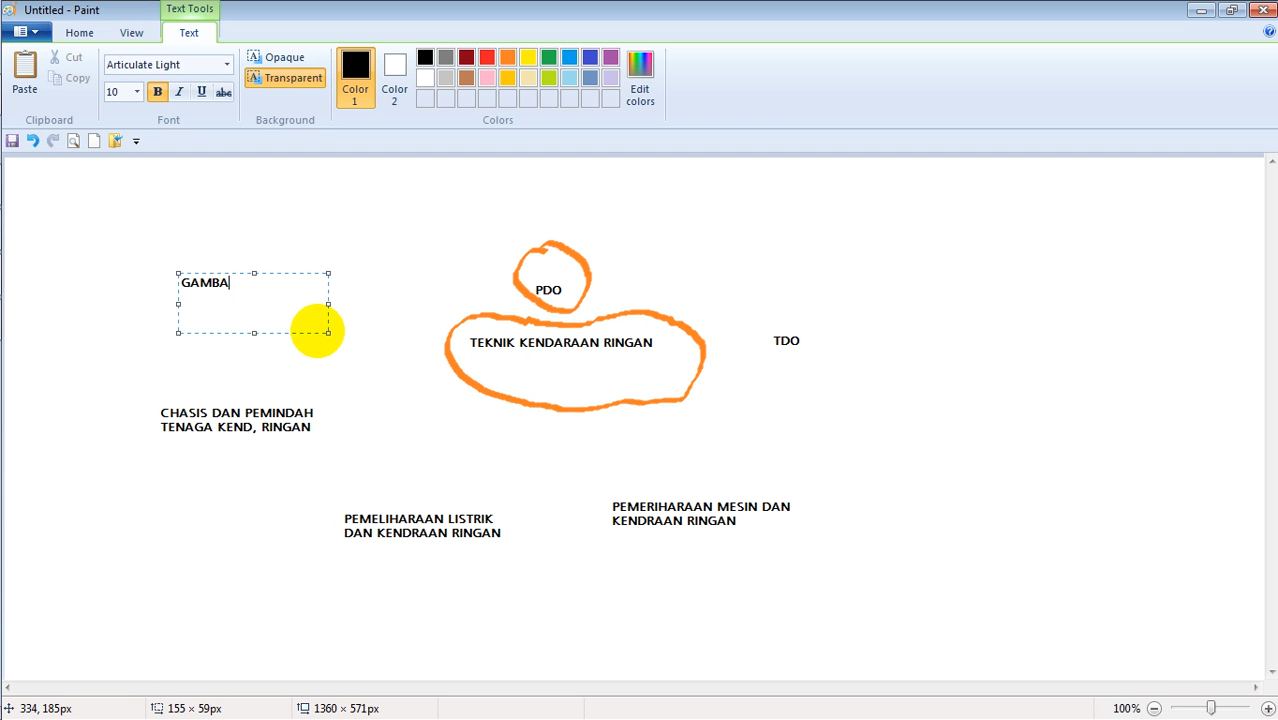 Untitled - Paint
Text Tools
Home
View
Text
Paste
Cut
Copy
Clipboard
Articulate Light
10
B I U abc
Font
Opaque
Transparent
Background
Color 1
Color 2
Edit colors
Colors
GAMBA
PDO
TEKNIK KENDARAAN RINGAN
TDO
CHASIS DAN PEMINDAH
TENAGA KEND, RINGAN
PEMELIHARAAN LISTRIK
DAN KENDRAAN RINGAN
PEMERIHARAAN MESIN DAN
KENDRAAN RINGAN
334, 185px
155 × 59px
1360 × 571px
100%